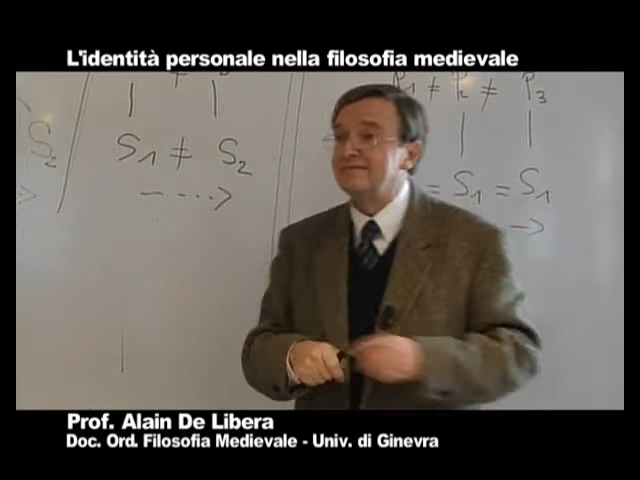 L'identità personale nella filosofia medievale
P1 ≠ P2 ≠ P3
S2
S1 ≠ S2
= S1 = S1
Prof. Alain De Libera
Doc. Ord. Filosofia Medievale - Univ. di Ginevra